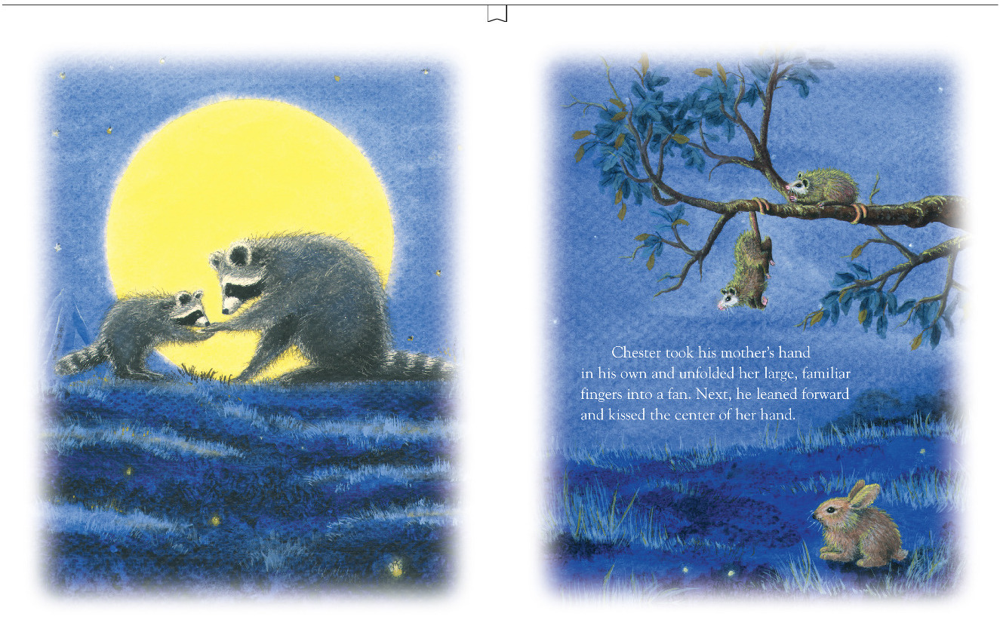 Chester took his mother’s hand
in his own and unfolded her large, familiar
fingers into a fan. Next, he leaned forward
and kissed the center of her hand.